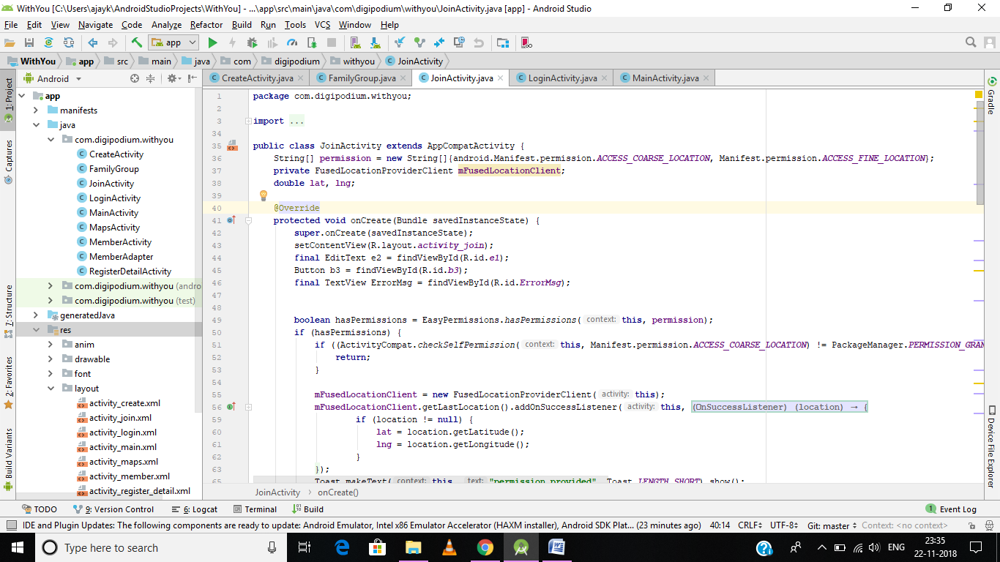 WithYou [C:\Users\ajayk\AndroidStudioProjects\WithYou] - ...\app\src\main\java\com\digipodium\withyou\JoinActivity.java [app] - Android Studio
File Edit View Navigate Code Analyze Refactor Build Run Tools VCS Window Help
app
WithYou app src main java com digipodium withyou JoinActivity
Android
CreateActivity.java FamilyGroup.java JoinActivity.java LoginActivity.java MainActivity.java
1: Project
Captures
7: Structure
2: Favorites
Build Variants
app
manifests
java
com.digipodium.withyou
CreateActivity
FamilyGroup
JoinActivity
LoginActivity
MainActivity
MapsActivity
MemberActivity
MemberAdapter
RegisterDetailActivity
com.digipodium.withyou (andro
com.digipodium.withyou (test)
generatedJava
res
anim
drawable
font
layout
activity_create.xml
activity_join.xml
activity_login.xml
activity_main.xml
activity_maps.xml
activity_member.xml
activity_register_detail.xml
1 package com.digipodium.withyou;
2
3 import ...
34
35 public class JoinActivity extends AppCompatActivity {
36 String[] permission = new String[]{android.Manifest.permission.ACCESS_COARSE_LOCATION, Manifest.permission.ACCESS_FINE_LOCATION};
37 private FusedLocationProviderClient mFusedLocationClient;
38 double lat, lng;
39
40 @Override
41 protected void onCreate(Bundle savedInstanceState) {
42 super.onCreate(savedInstanceState);
43 setContentView(R.layout.activity_join);
44 final EditText e2 = findViewById(R.id.e1);
45 Button b3 = findViewById(R.id.b3);
46 final TextView ErrorMsg = findViewById(R.id.ErrorMsg);
47
48
49 boolean hasPermissions = EasyPermissions.hasPermissions( context: this, permission);
50 if (hasPermissions) {
51 if ((ActivityCompat.checkSelfPermission( context: this, Manifest.permission.ACCESS_COARSE_LOCATION) != PackageManager.PERMISSION_GRAN
52 return;
53 }
54
55 mFusedLocationClient = new FusedLocationProviderClient( activity: this);
56 mFusedLocationClient.getLastLocation().addOnSuccessListener( activity: this, (OnSuccessListener) (location) → {
59 if (location != null) {
60 lat = location.getLatitude();
61 lng = location.getLongitude();
62 }
63 });
65 Toast.makeText( context: this, text: "permission provided", Toast.LENGTH_SHORT).show();
JoinActivity › onCreate()
Gradle
Device File Explorer
TODO 9: Version Control 6: Logcat Terminal Build 1 Event Log
IDE and Plugin Updates: The following components are ready to update: Android Emulator, Intel x86 Emulator Accelerator (HAXM installer), Android SDK Plat... (23 minutes ago) 40:14 CRLF UTF-8 Git: master Context: <no context>
Type here to search
ENG
23:35
22-11-2018